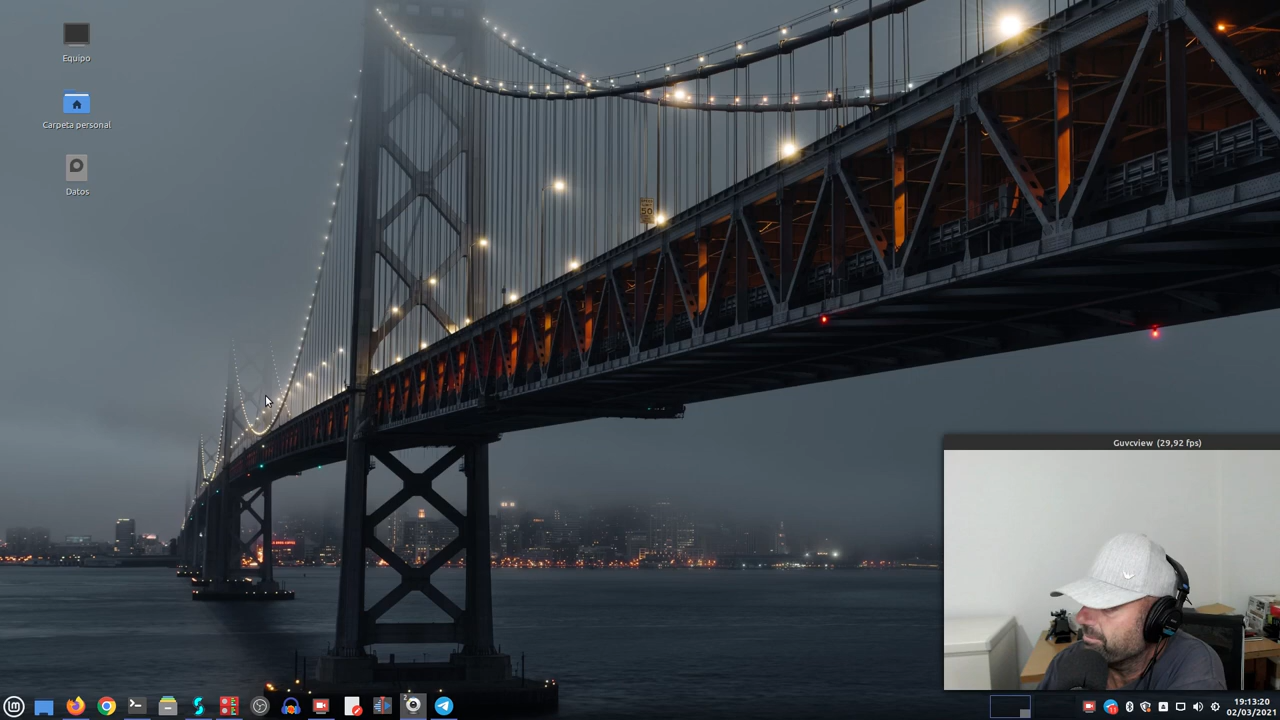 Equipo
Carpeta personal
Datos
Guvcview (29,92 fps)
19:13:20
02/03/2021